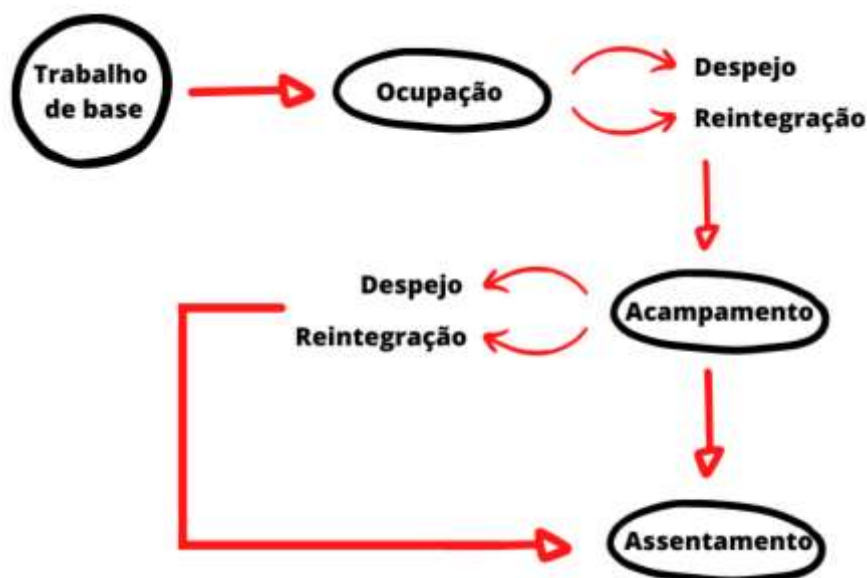 Trabalho
de base
Ocupação
Despejo
Reintegração
Despejo
Reintegração
Acampamento
Assentamento